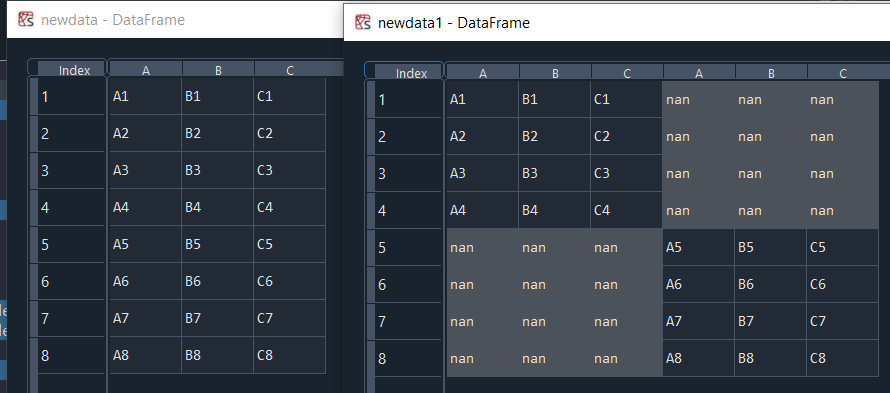 newdata - DataFrame
Index A B C
1 A1 B1 C1
2 A2 B2 C2
3 A3 B3 C3
4 A4 B4 C4
5 A5 B5 C5
6 A6 B6 C6
7 A7 B7 C7
8 A8 B8 C8
newdata1 - DataFrame
Index A B C A B C
1 A1 B1 C1 nan nan nan
2 A2 B2 C2 nan nan nan
3 A3 B3 C3 nan nan nan
4 A4 B4 C4 nan nan nan
5 nan nan nan A5 B5 C5
6 nan nan nan A6 B6 C6
7 nan nan nan A7 B7 C7
8 nan nan nan A8 B8 C8